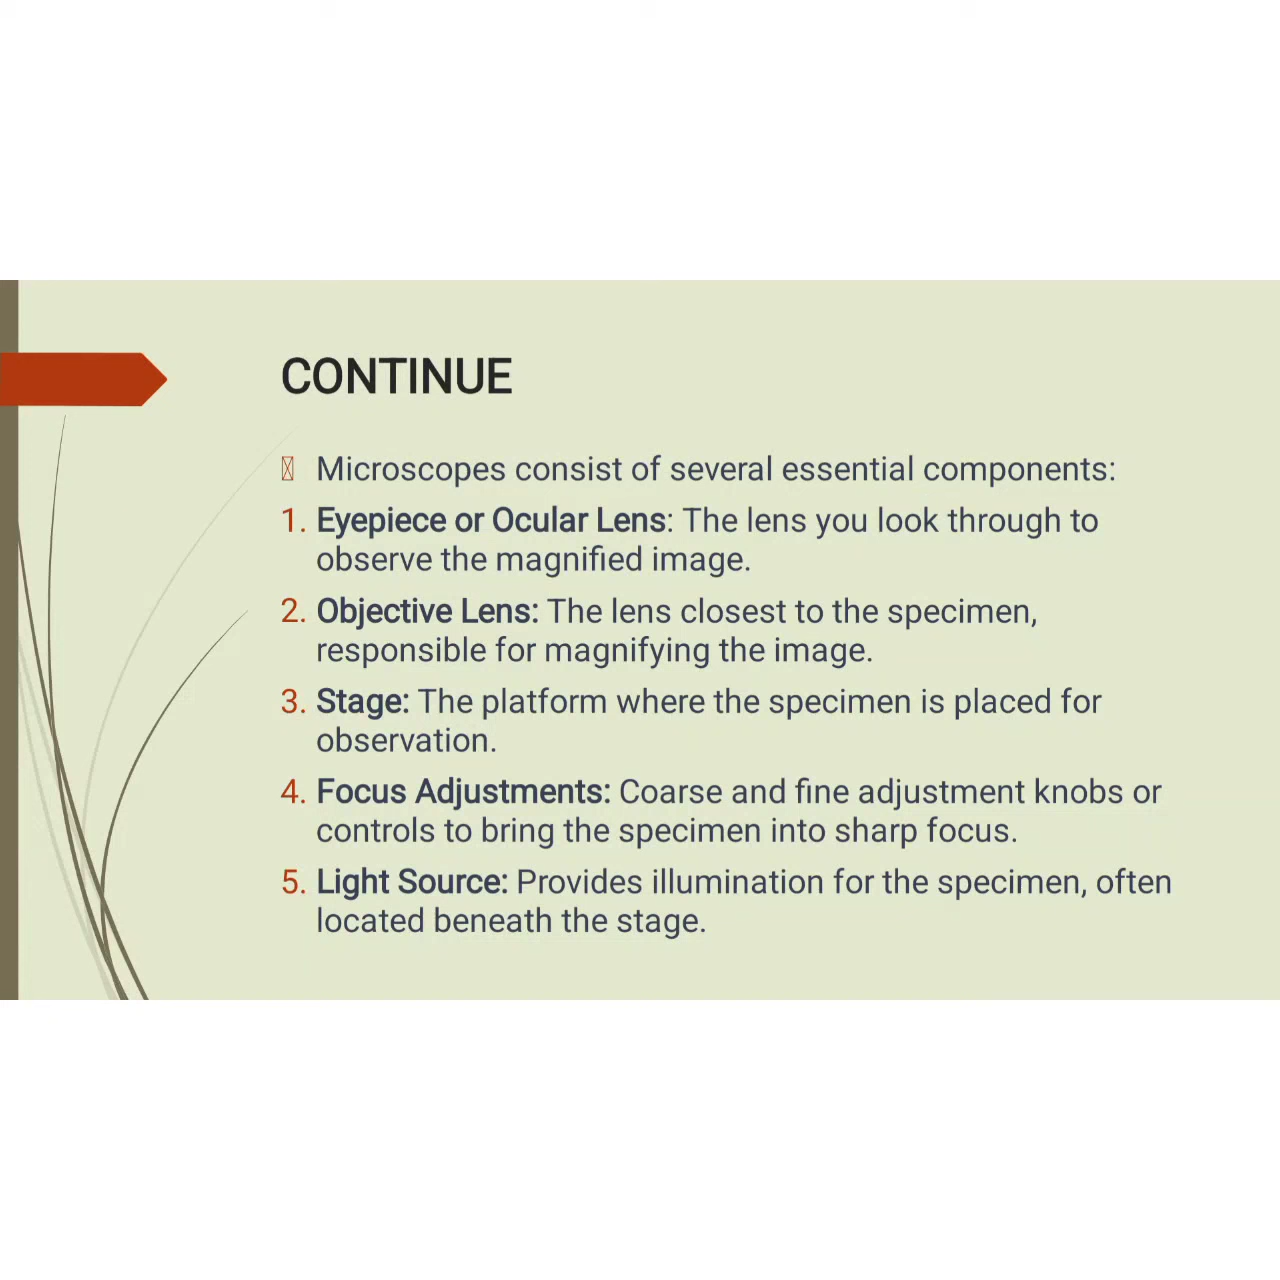 CONTINUE
Microscopes consist of several essential components:
1. Eyepiece or Ocular Lens: The lens you look through to
observe the magnified image.
2. Objective Lens: The lens closest to the specimen,
responsible for magnifying the image.
3. Stage: The platform where the specimen is placed for
observation.
4. Focus Adjustments: Coarse and fine adjustment knobs or
controls to bring the specimen into sharp focus.
5. Light Source: Provides illumination for the specimen, often
located beneath the stage.